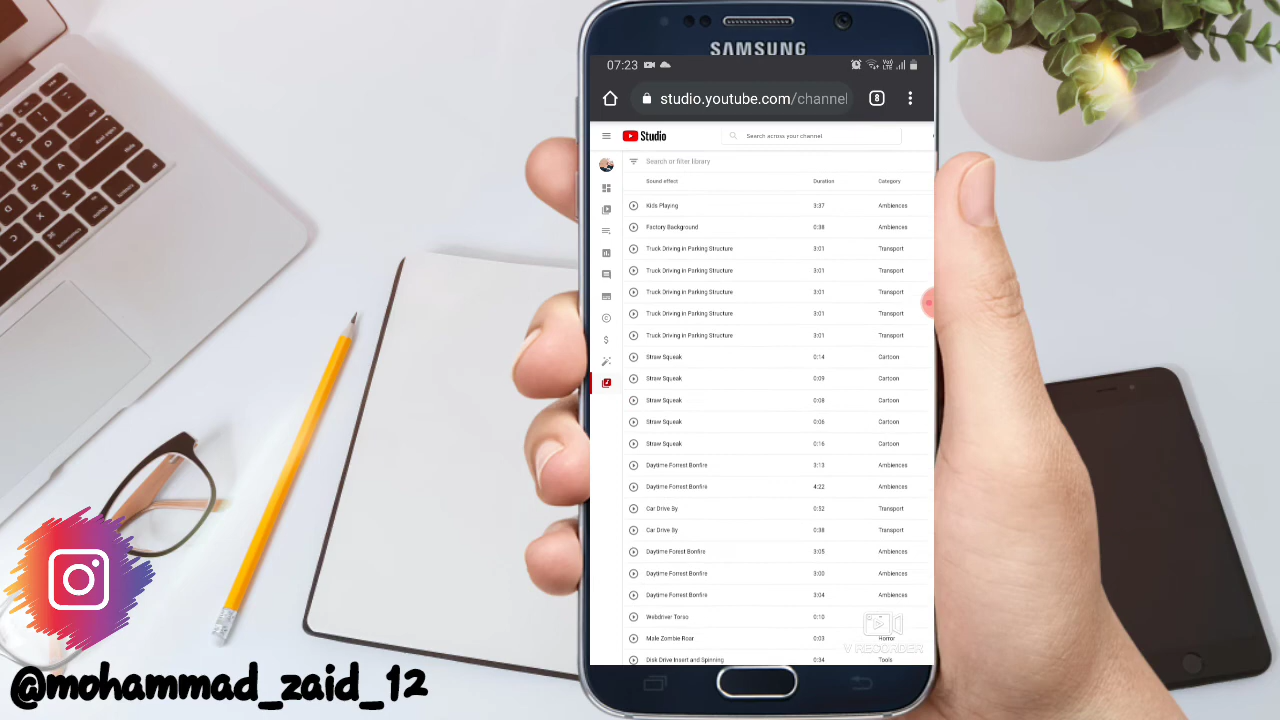 SAMSUNG
07:23
Vo)) LTE
studio.youtube.com/channel
8
Studio
Search across your channel
Search or filter library
Sound effect Duration Category
Kids Playing 3:37 Ambiences
Factory Background 0:38 Ambiences
Truck Driving in Parking Structure 3:01 Transport
Truck Driving in Parking Structure 3:01 Transport
Truck Driving in Parking Structure 3:01 Transport
Truck Driving in Parking Structure 3:01 Transport
Truck Driving in Parking Structure 3:01 Transport
Straw Squeak 0:14 Cartoon
Straw Squeak 0:09 Cartoon
Straw Squeak 0:08 Cartoon
Straw Squeak 0:06 Cartoon
Straw Squeak 0:16 Cartoon
Daytime Forrest Bonfire 3:13 Ambiences
Daytime Forrest Bonfire 4:22 Ambiences
Car Drive By 0:52 Transport
Car Drive By 0:38 Transport
Daytime Forest Bonfire 3:05 Ambiences
Daytime Forrest Bonfire 3:00 Ambiences
Daytime Forrest Bonfire 3:04 Ambiences
Webdriver Torso 0:10
Male Zombie Roar 0:03 Horror
V RECORDER
Disk Drive Insert and Spinning 0:34 Tools
@mohammad_zaid_12